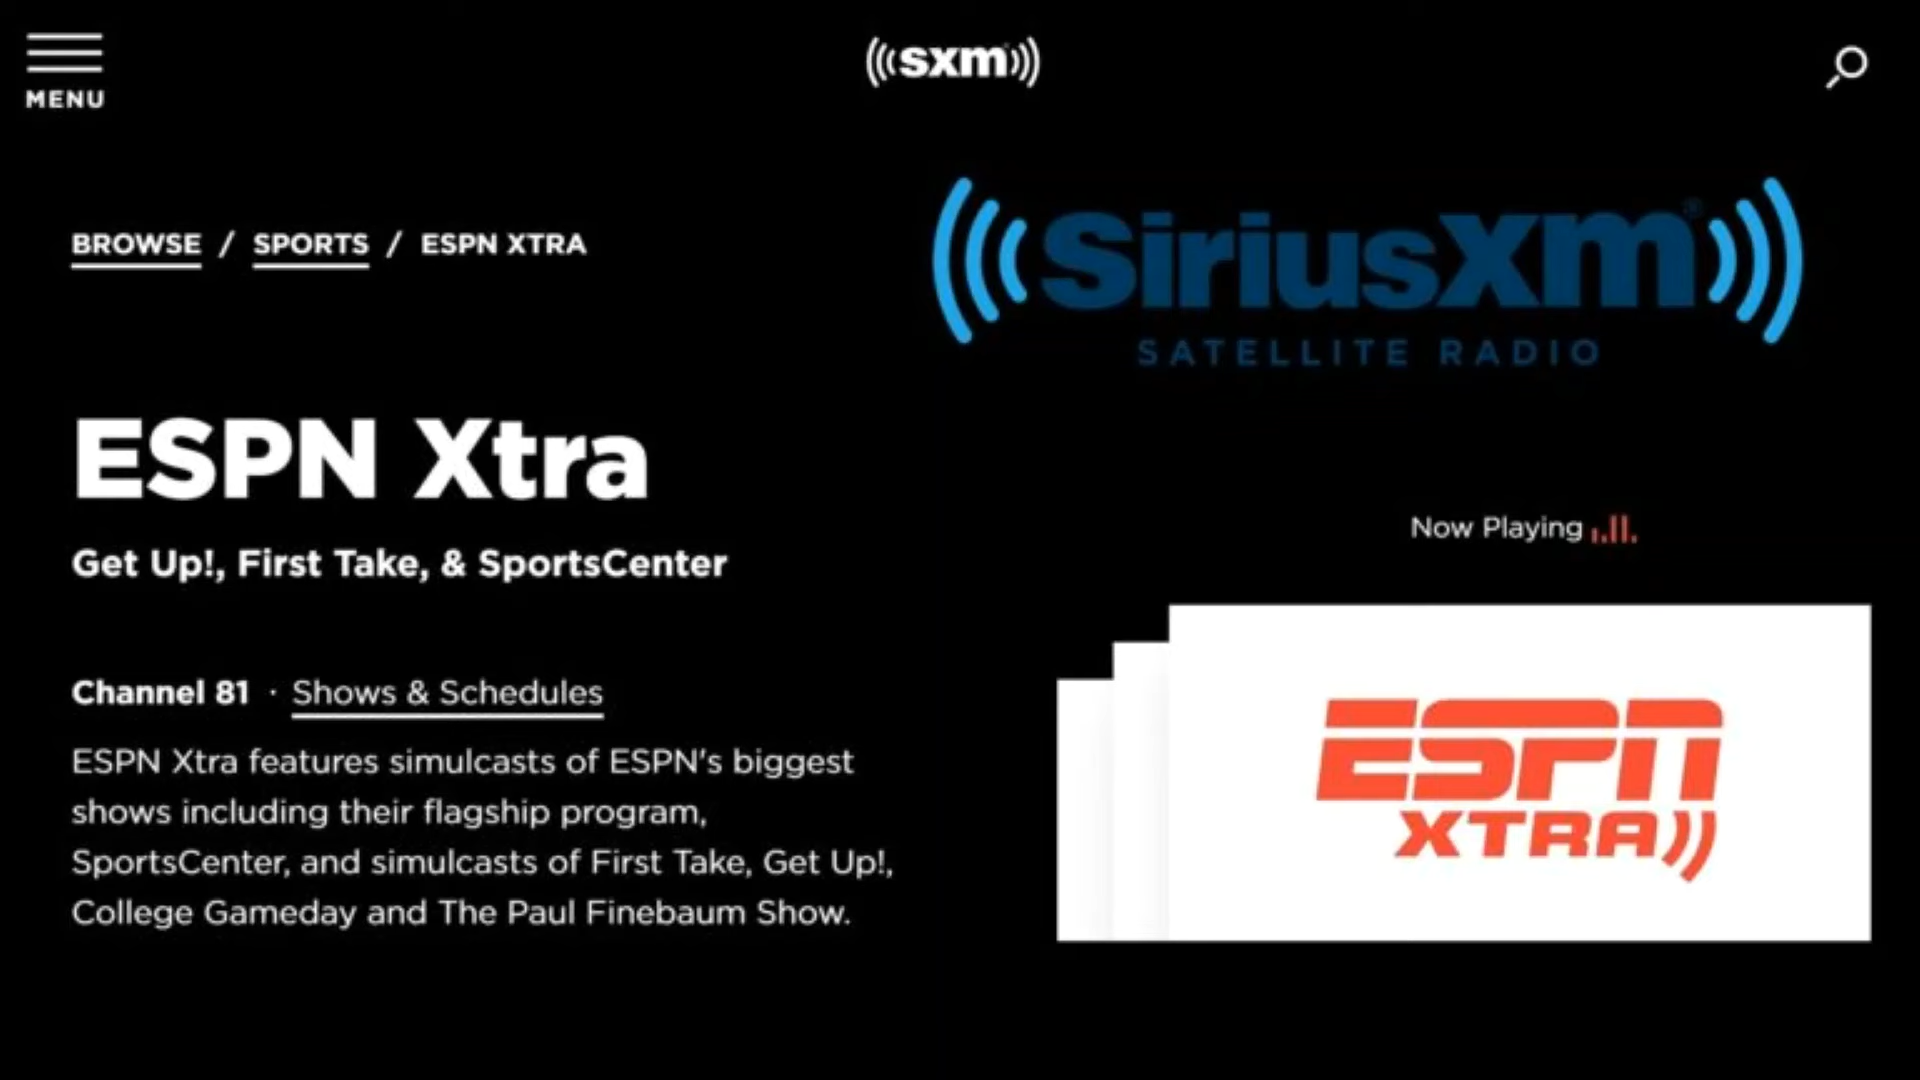 MENU
((sxm))
BROWSE / SPORTS / ESPN XTRA
SiriusXm®
SATELLITE RADIO
ESPN Xtra
Get Up!, First Take, & SportsCenter
Now Playing
Channel 81 · Shows & Schedules
ESPN Xtra features simulcasts of ESPN's biggest
shows including their flagship program,
SportsCenter, and simulcasts of First Take, Get Up!,
College Gameday and The Paul Finebaum Show.
ESPN
XTRA